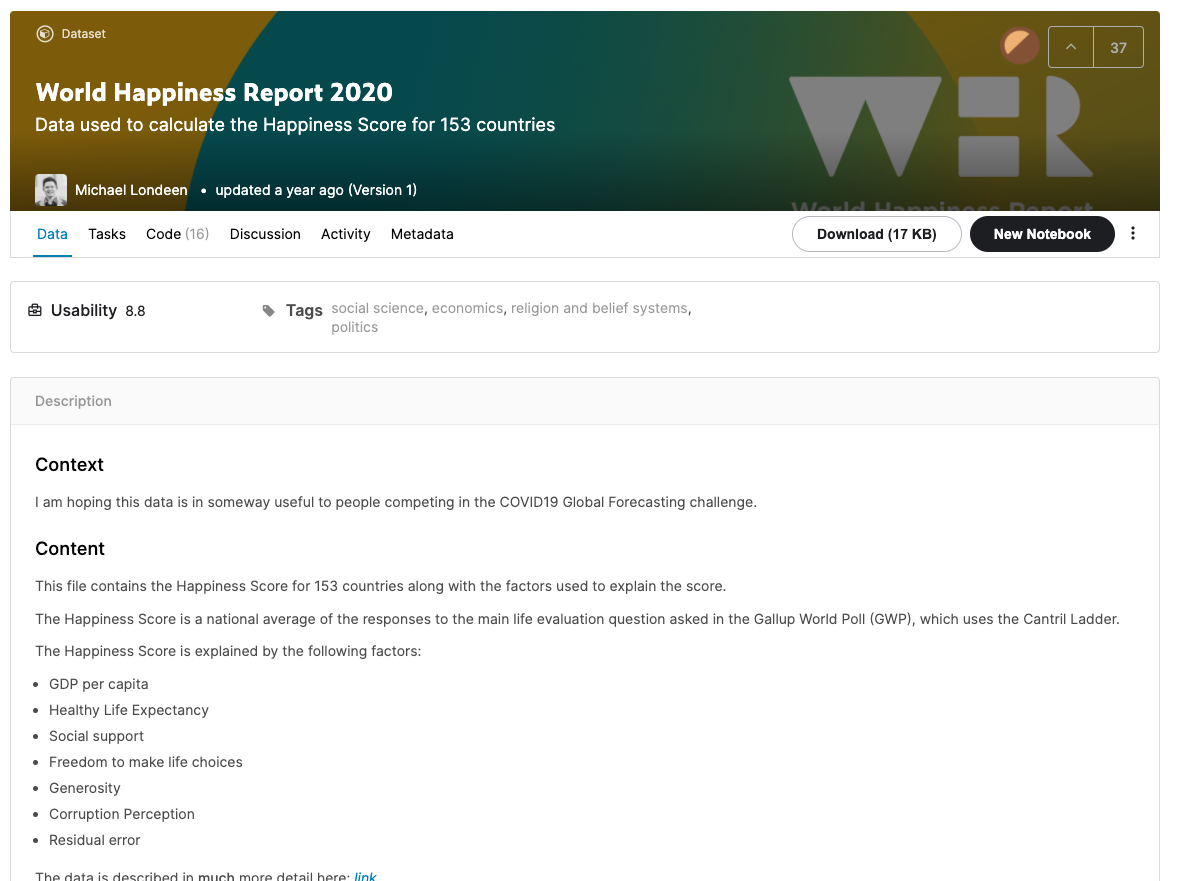 Dataset
37
World Happiness Report 2020
Data used to calculate the Happiness Score for 153 countries
Michael Londeen • updated a year ago (Version 1)
WHR
World Happiness Report
Data Tasks Code (16) Discussion Activity Metadata Download (17 KB) New Notebook
Usability 8.8 Tags social science, economics, religion and belief systems,
politics
Description
Context
I am hoping this data is in someway useful to people competing in the COVID19 Global Forecasting challenge.
Content
This file contains the Happiness Score for 153 countries along with the factors used to explain the score.
The Happiness Score is a national average of the responses to the main life evaluation question asked in the Gallup World Poll (GWP), which uses the Cantril Ladder.
The Happiness Score is explained by the following factors:
• GDP per capita
• Healthy Life Expectancy
• Social support
• Freedom to make life choices
• Generosity
• Corruption Perception
• Residual error
The data is described in much more detail here: link